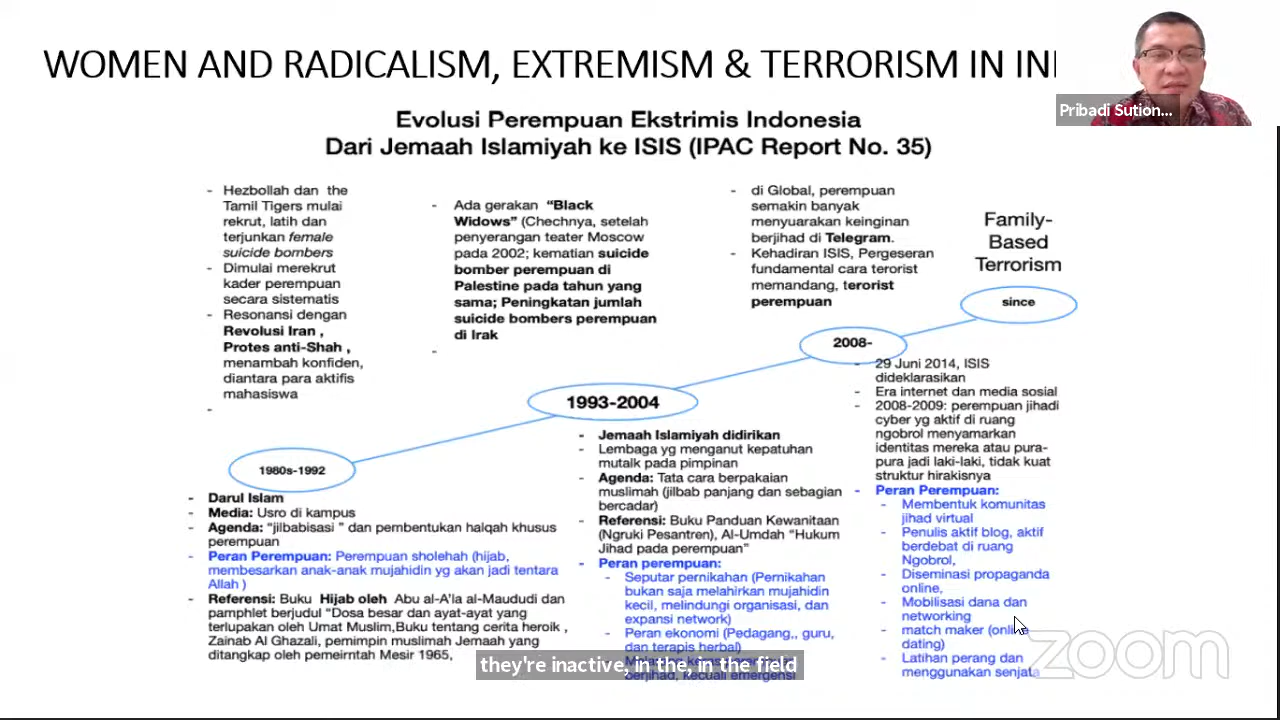 WOMEN AND RADICALISM, EXTREMISM & TERRORISM IN IN
Pribadi Sution...
Evolusi Perempuan Ekstrimis Indonesia
Dari Jemaah Islamiyah ke ISIS (IPAC Report No. 35)
- Hezbollah dan the
Tamil Tigers mulai
rekrut, latih dan
terjunkan female
suicide bombers
- Dimulai merekrut
kader perempuan
secara sistematis
- Resonansi dengan
Revolusi Iran ,
Protes anti-Shah ,
menambah konfiden,
diantara para aktifis
mahasiswa
-
- Ada gerakan "Black
Widows" (Chechnya, setelah
penyerangan teater Moscow
pada 2002; kematian suicide
bomber perempuan di
Palestine pada tahun yang
sama; Peningkatan jumlah
suicide bombers perempuan
di Irak
-
- di Global, perempuan
semakin banyak
menyuarakan keinginan
berjihad di Telegram.
- Kehadiran ISIS, Pergeseran
fundamental cara terorist
memandang, terorist
perempuan
Family-
Based
Terrorism
since
2008-
1993-2004
1980s-1992
- Darul Islam
- Media: Usro di kampus
- Agenda: "jilbabisasi " dan pembentukan halqah khusus
perempuan
- Peran Perempuan: Perempuan sholehah (hijab,
membesarkan anak-anak mujahidin yg akan jadi tentara
Allah )
- Referensi: Buku Hijab oleh Abu al-A'la al-Maududi dan
pamphlet berjudul "Dosa besar dan ayat-ayat yang
terlupakan oleh Umat Muslim,Buku tentang cerita heroik ,
Zainab Al Ghazali, pemimpin muslimah Jemaah yang
ditangkap oleh pemeirntah Mesir 1965,
- Jemaah Islamiyah didirikan
- Lembaga yg menganut kepatuhan
mutalk pada pimpinan
- Agenda: Tata cara berpakaian
muslimah (jilbab panjang dan sebagian
bercadar)
- Referensi: Buku Panduan Kewanitaan
(Ngruki Pesantren), Al-Umdah "Hukum
Jihad pada perempuan"
- Peran perempuan:
- Seputar pernikahan (Pernikahan
bukan saja melahirkan mujahidin
kecil, melindungi organisasi, dan
expansi network)
- Peran ekonomi (Pedagang,, guru,
dan terapis herbal)
berjihad, kecuali emergensi
- 29 Juni 2014, ISIS
dideklarasikan
- Era internet dan media sosial
- 2008-2009: perempuan jihadi
cyber yg aktif di ruang
ngobrol menyamarkan
identitas mereka atau pura-
pura jadi laki-laki, tidak kuat
struktur hirakisnya
- Peran Perempuan:
- Membentuk komunitas
jihad virtual
- Penulis aktif blog, aktif
berdebat di ruang
Ngobrol,
- Diseminasi propaganda
online,
- Mobilisasi dana dan
networking
- match maker (online
dating)
- Latihan perang dan
menggunakan senjata
they're inactive, in the, in the field
zoom